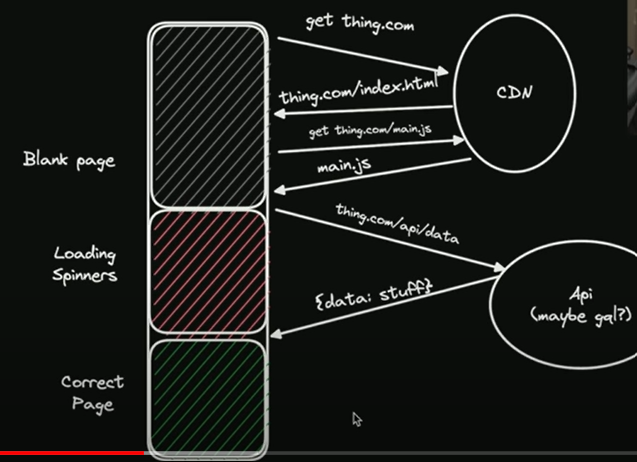 get thing.com
thing.com/index.html
CDN
get thing.com/main.js
main.js
Blank page
thing.com/api/data
Loading
Spinners
{data: stuff}
Api
(maybe gql?)
Correct
Page